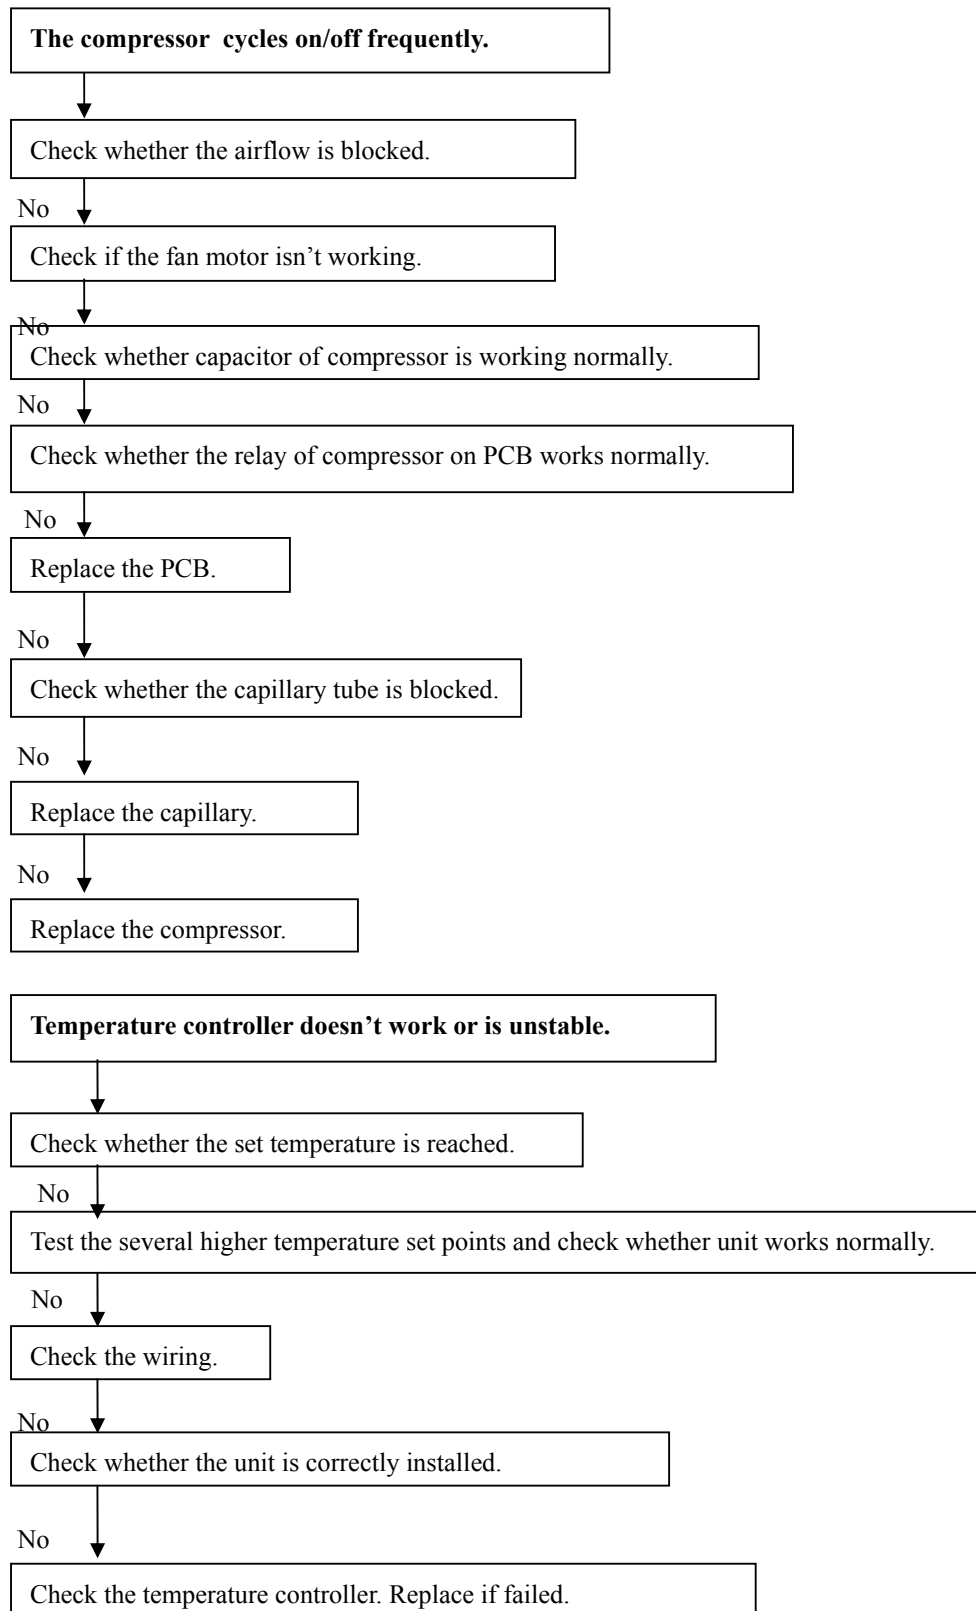 The compressor  cycles on/off frequently.
Check whether the airflow is blocked.
No
Check if the fan motor isn’t working.
No
Check whether capacitor of compressor is working normally.
No
Check whether the relay of compressor on PCB works normally.
No
Replace the PCB.
No
Check whether the capillary tube is blocked.
No
Replace the capillary.
No
Replace the compressor.
Temperature controller doesn’t work or is unstable.
Check whether the set temperature is reached.
No
Test the several higher temperature set points and check whether unit works normally.
No
Check the wiring.
No
Check whether the unit is correctly installed.
No
Check the temperature controller. Replace if failed.